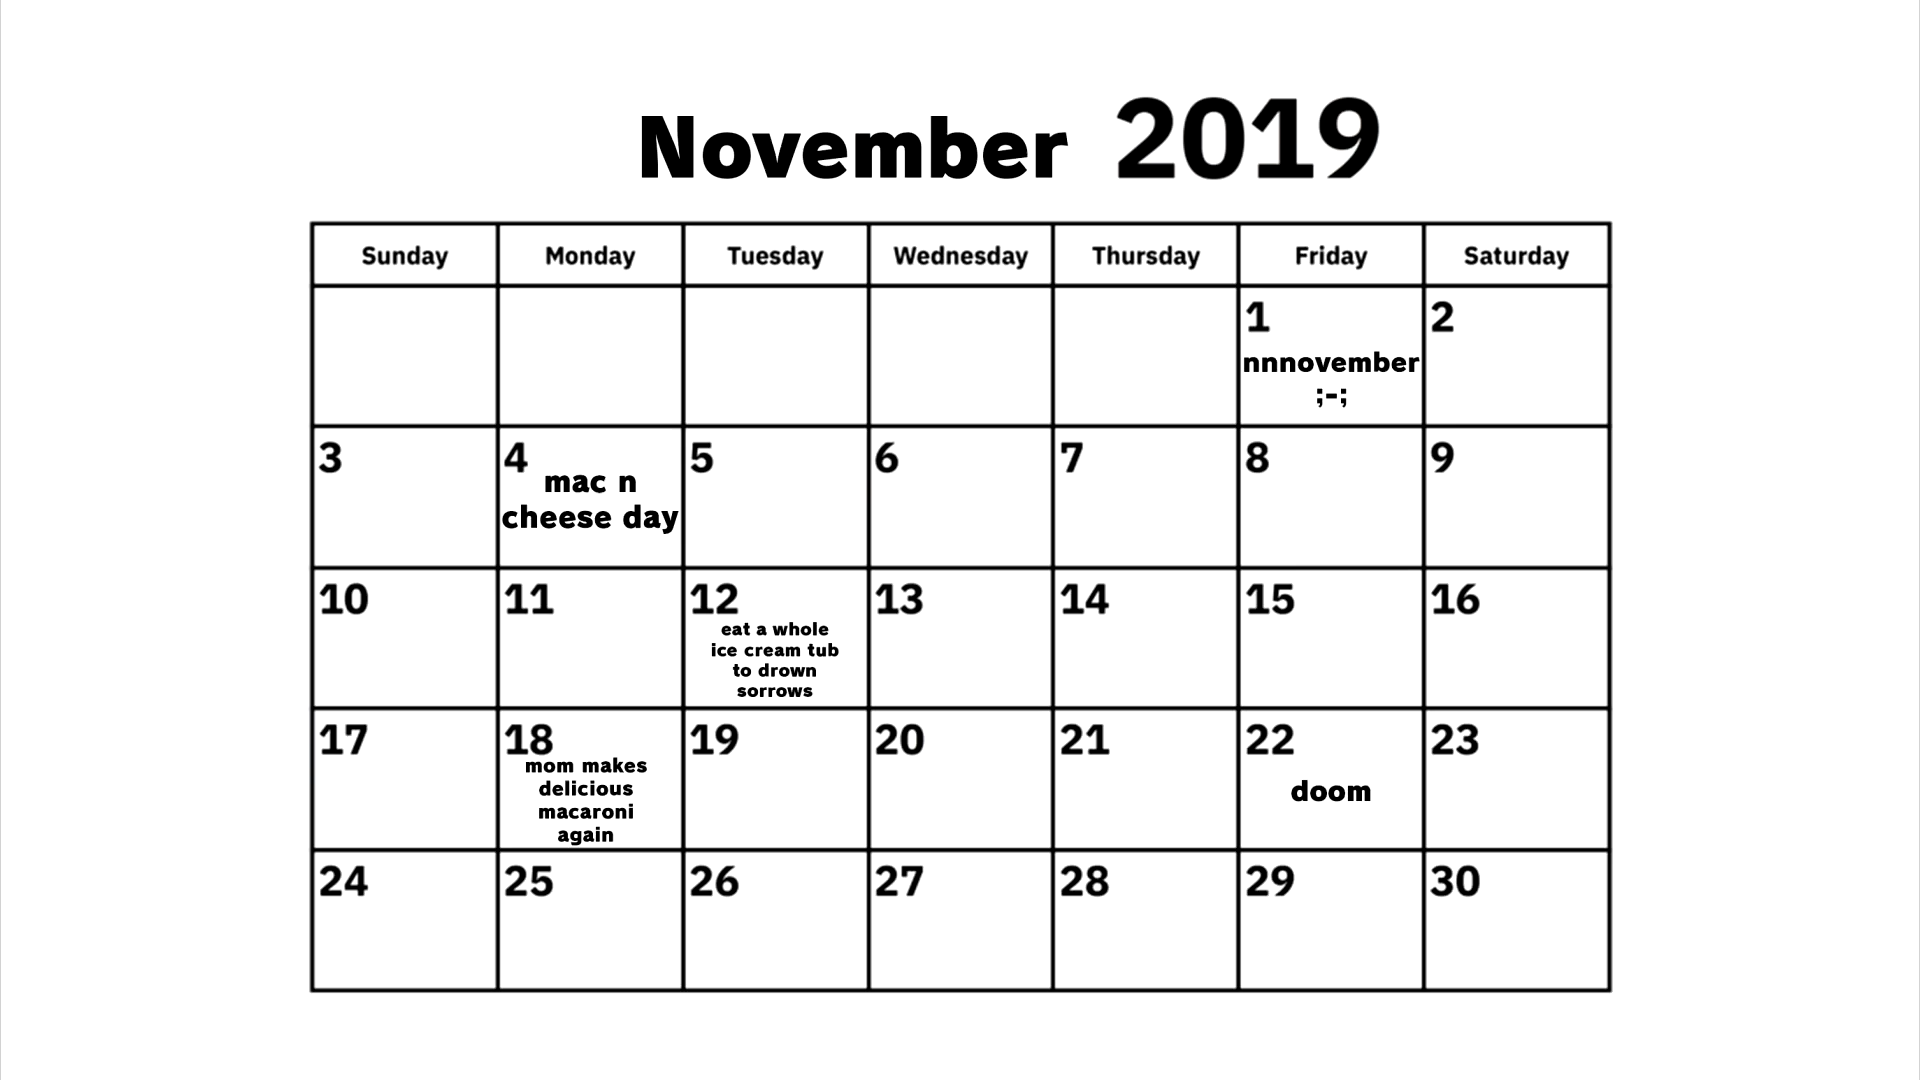 November 2019
Sunday Monday Tuesday Wednesday Thursday Friday Saturday
1 2
nnnovember
;-;
3 4 5 6 7 8 9
mac n
cheese day
10 11 12 13 14 15 16
eat a whole
ice cream tub
to drown
sorrows
17 18 19 20 21 22 23
mom makes
delicious
macaroni
again
doom
24 25 26 27 28 29 30